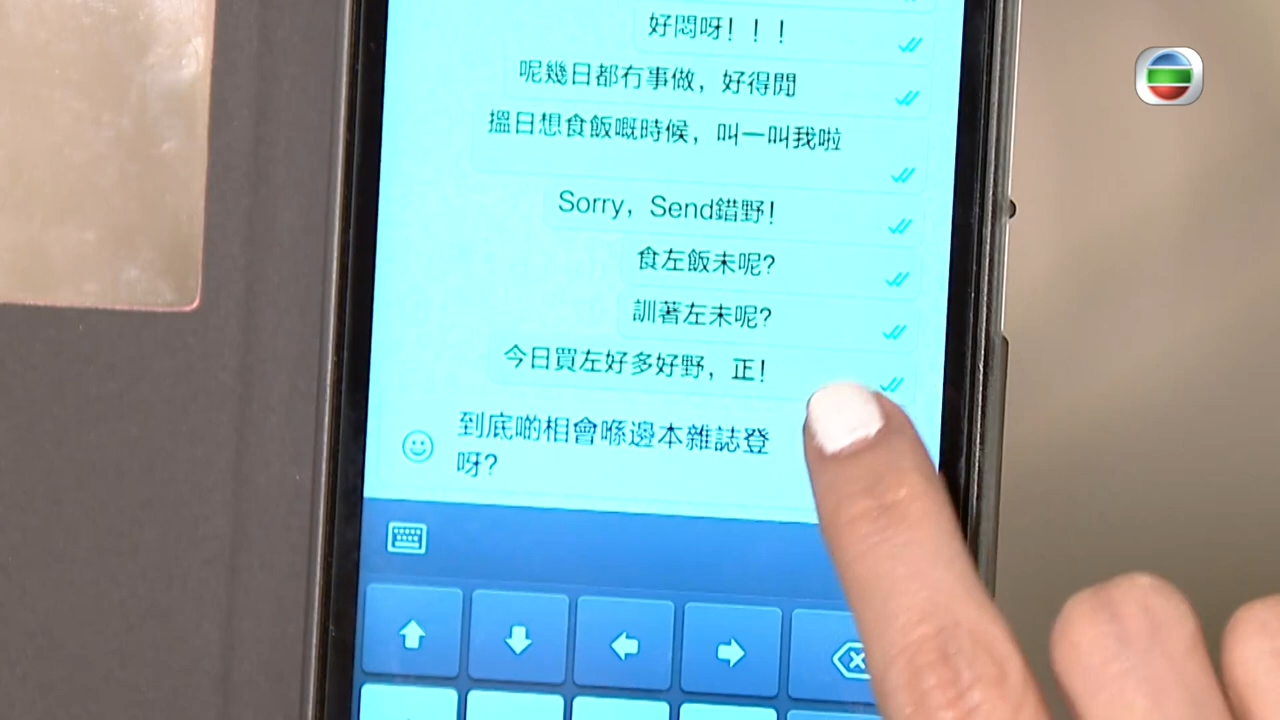 好悶呀！！！
呢幾日都冇事做，好得閒
搵日想食飯嘅時候，叫一叫我啦
Sorry，Send錯野！
食左飯未呢？
訓著左未呢？
今日買左好多好野，正！
到底啲相會喺邊本雜誌登
呀？